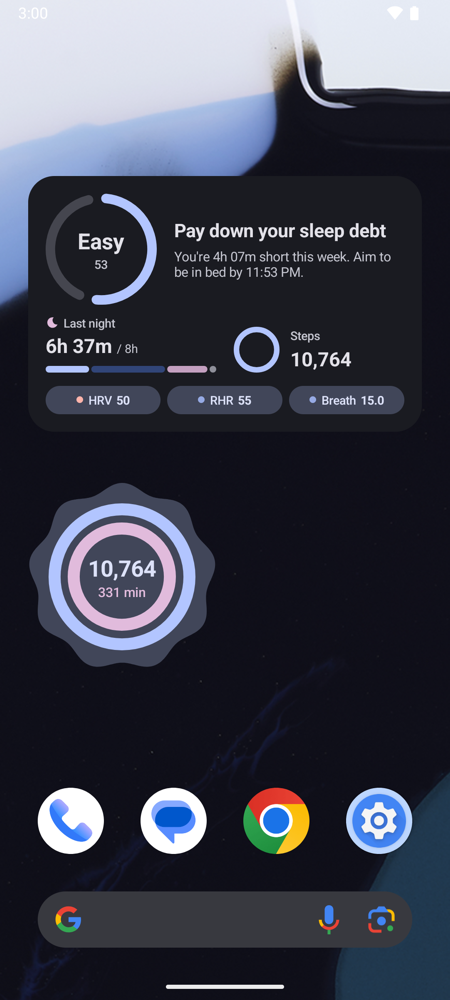 3:00
Easy
53
Pay down your sleep debt
You're 4h 07m short this week. Aim to
be in bed by 11:53 PM.
Last night
6h 37m / 8h
Steps
10,764
HRV 50
RHR 55
Breath 15.0
10,764
331 min